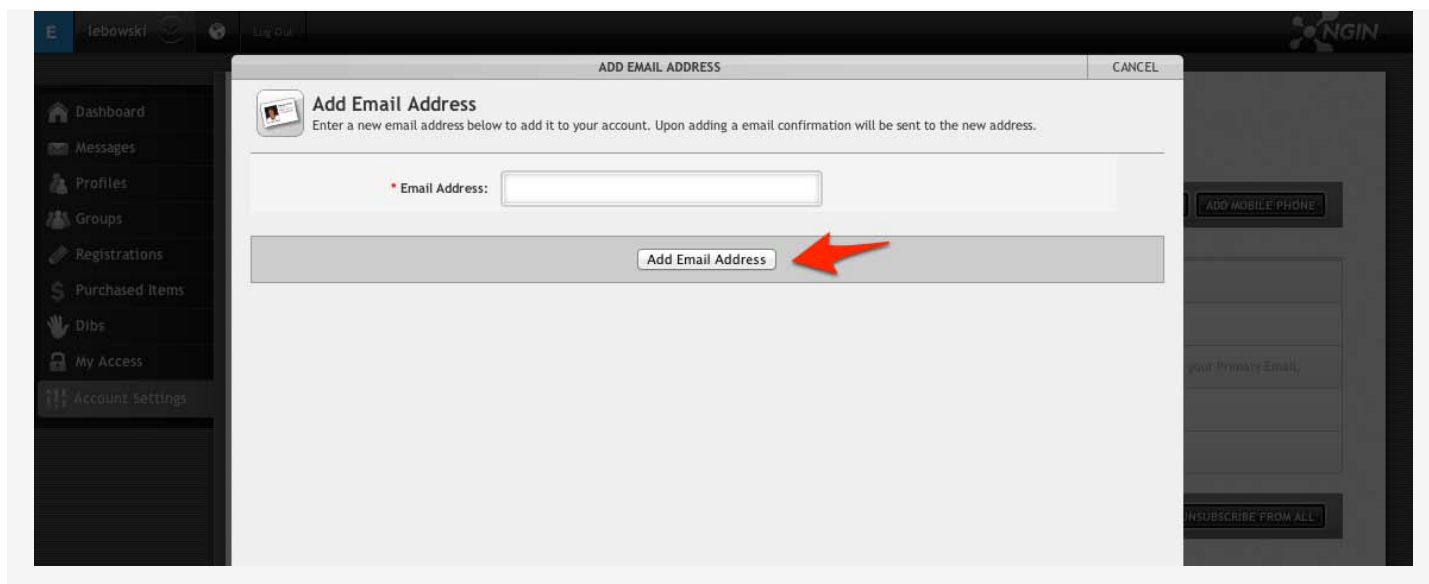 E lebowski Log Out NGIN
ADD EMAIL ADDRESS CANCEL
Add Email Address
Enter a new email address below to add it to your account. Upon adding a email confirmation will be sent to the new address.
Dashboard
Messages
Profiles
* Email Address:
ADD MOBILE PHONE
Groups
Registrations
Add Email Address
Purchased Items
Dibs
My Access
your Primary Email.
Account Settings
UNSUBSCRIBE FROM ALL